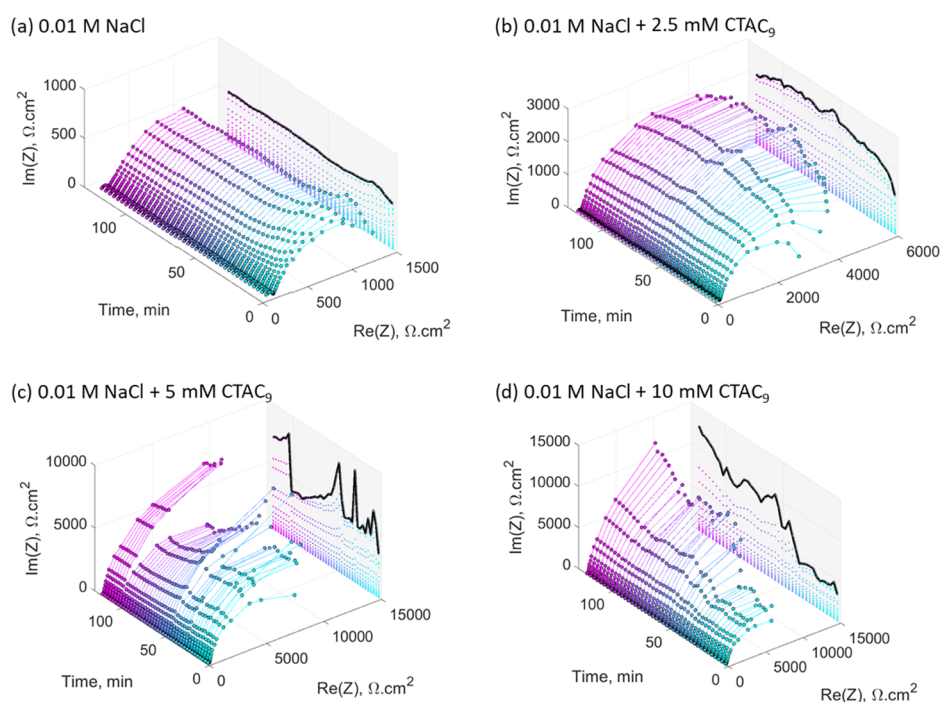 (a) 0.01 M NaCl
1000
500
0
Im(Z), Ω.cm²
100
50
0
Time, min
0
500
1000
1500
Re(Z), Ω.cm²
(b) 0.01 M NaCl + 2.5 mM CTAC₉
3000
2000
1000
0
Im(Z), Ω.cm²
100
50
0
Time, min
0
2000
4000
6000
Re(Z), Ω.cm²
(c) 0.01 M NaCl + 5 mM CTAC₉
10000
5000
0
Im(Z), Ω.cm²
100
50
0
Time, min
0
5000
10000
15000
Re(Z), Ω.cm²
(d) 0.01 M NaCl + 10 mM CTAC₉
15000
10000
5000
0
Im(Z), Ω.cm²
100
50
0
Time, min
0
5000
10000
15000
Re(Z), Ω.cm²